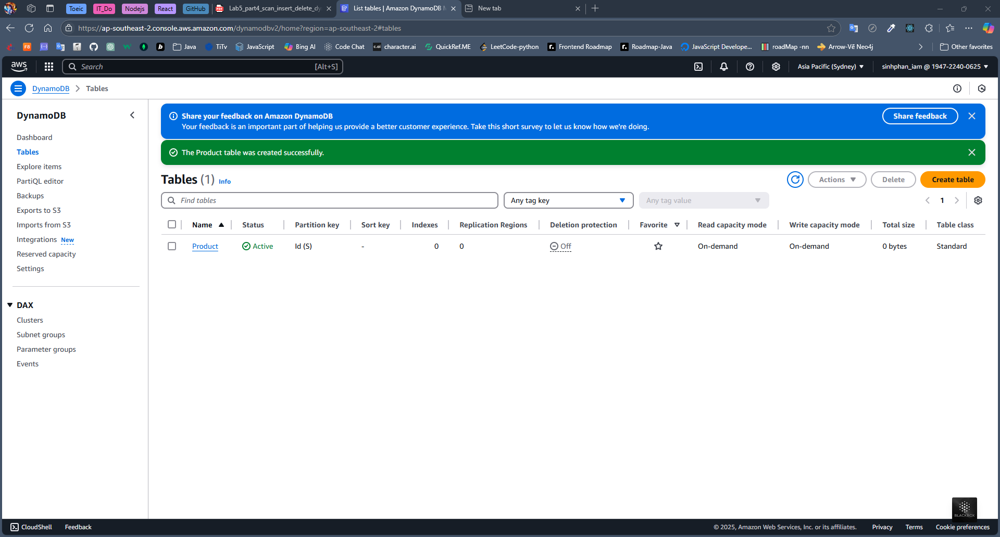 Toeic IT_Do Nodejs React GitHub Lab5_part4_scan_insert_delete_dy List tables | Amazon DynamoDB M New tab
https://ap-southeast-2.console.aws.amazon.com/dynamodbv2/home?region=ap-southeast-2#tables
F8 Java TiTv JavaScript Bing AI Code Chat c.ai character.ai QuickRef.ME LeetCode-python Frontend Roadmap Roadmap-Java JavaScript Develope... roadMap -nn Arrow-Vẽ Neo4j Other favorites
aws Search [Alt+S] Asia Pacific (Sydney) sinhphan_iam @ 1947-2240-0625
DynamoDB Tables
DynamoDB
Dashboard
Tables
Explore items
PartiQL editor
Backups
Exports to S3
Imports from S3
Integrations New
Reserved capacity
Settings
DAX
Clusters
Subnet groups
Parameter groups
Events
Share your feedback on Amazon DynamoDB
Your feedback is an important part of helping us provide a better customer experience. Take this short survey to let us know how we're doing.
Share feedback
The Product table was created successfully.
Tables (1) Info Actions Delete Create table
Find tables Any tag key Any tag value 1
Name Status Partition key Sort key Indexes Replication Regions Deletion protection Favorite Read capacity mode Write capacity mode Total size Table class
Product Active Id (S) - 0 0 Off On-demand On-demand 0 bytes Standard
BLACKBOX
CloudShell Feedback © 2025, Amazon Web Services, Inc. or its affiliates. Privacy Terms Cookie preferences